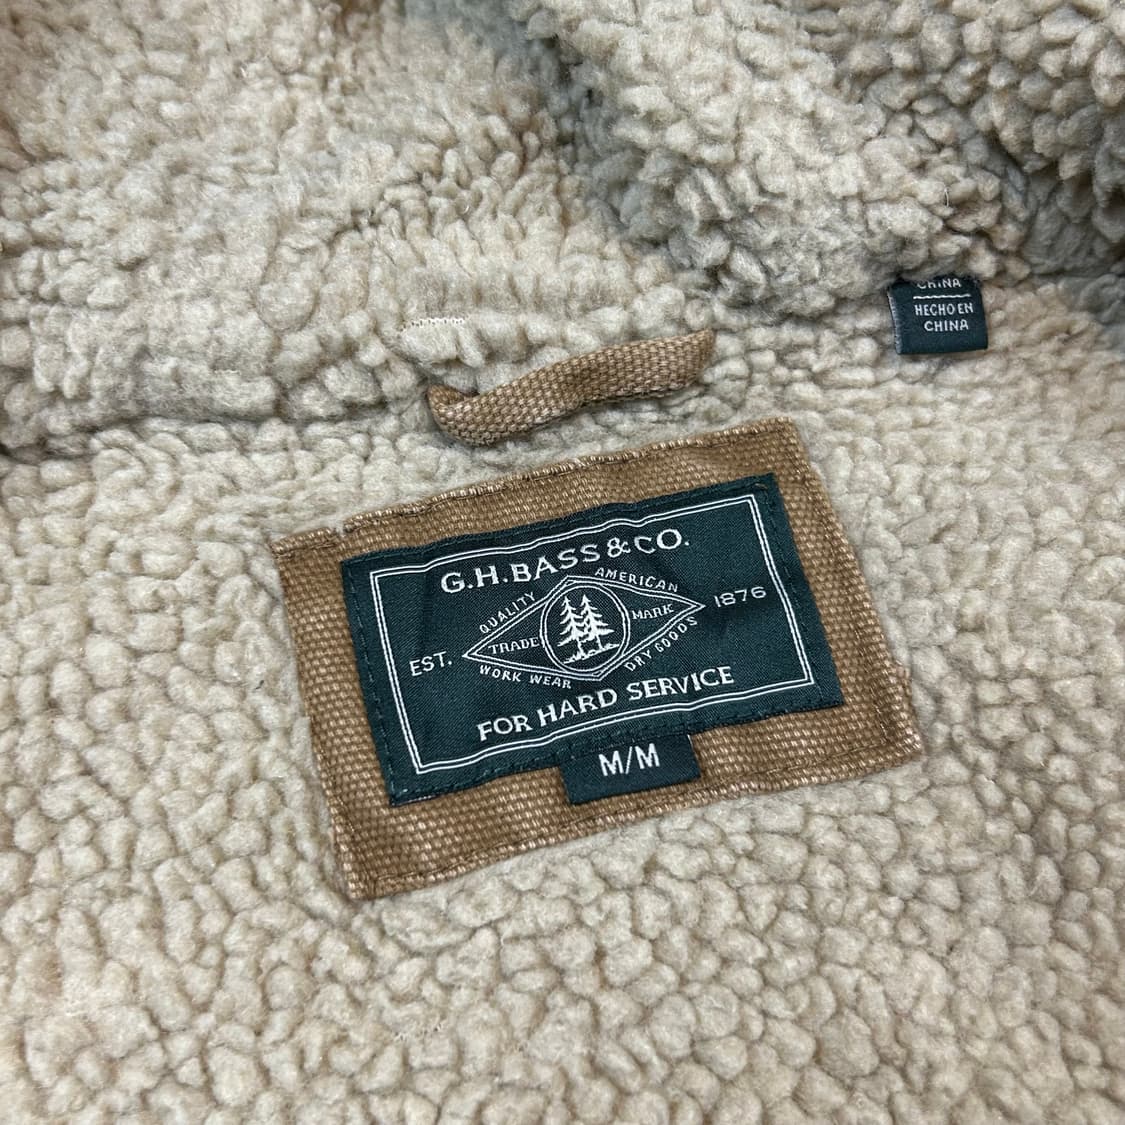 CHINA
HECHO EN
CHINA
G.H.BASS & CO.
QUALITY AMERICAN
EST. TRADE MARK 1876
WORK WEAR DRY GOODS
FOR HARD SERVICE
M/M